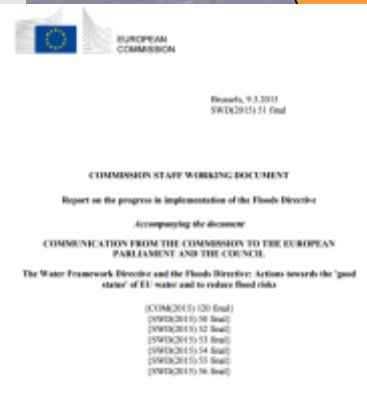 EUROPEAN
COMMISSION
Brussels, 9.3.2015
SWD(2015) 51 final
COMMISSION STAFF WORKING DOCUMENT
Report on the progress in implementation of the Floods Directive
Accompanying the document
COMMUNICATION FROM THE COMMISSION TO THE EUROPEAN
PARLIAMENT AND THE COUNCIL
The Water Framework Directive and the Floods Directive: Actions towards the 'good
status' of EU water and to reduce flood risks
{COM(2015) 120 final}
{SWD(2015) 50 final}
{SWD(2015) 52 final}
{SWD(2015) 53 final}
{SWD(2015) 54 final}
{SWD(2015) 55 final}
{SWD(2015) 56 final}